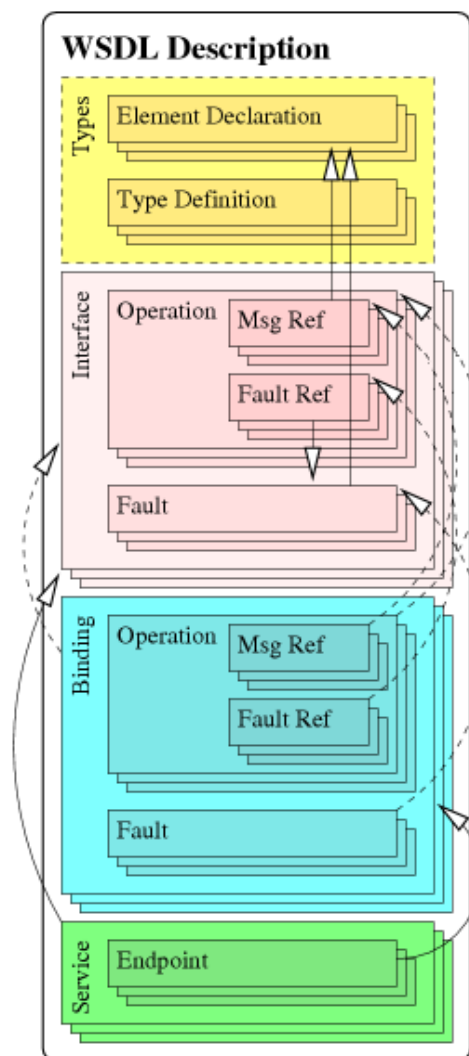 WSDL Description
Types
Element Declaration
Type Definition
Interface
Operation
Msg Ref
Fault Ref
Fault
Binding
Operation
Msg Ref
Fault Ref
Fault
Service
Endpoint